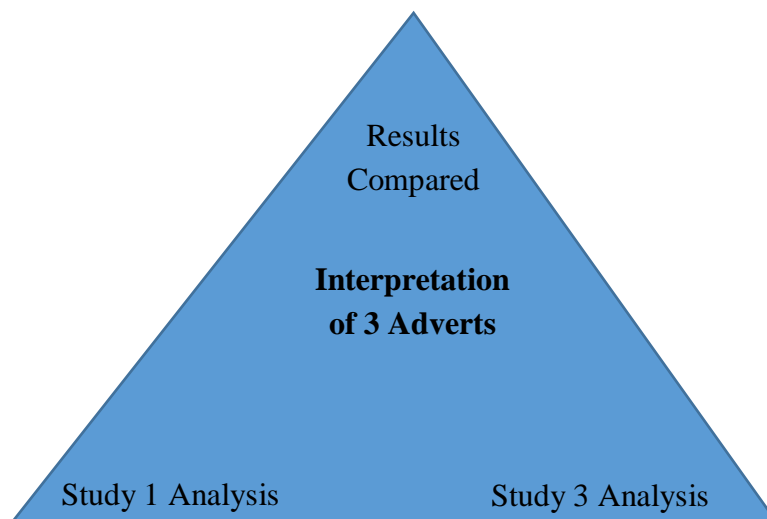 Results
Compared
Interpretation
of 3 Adverts
Study 1 Analysis
Study 3 Analysis